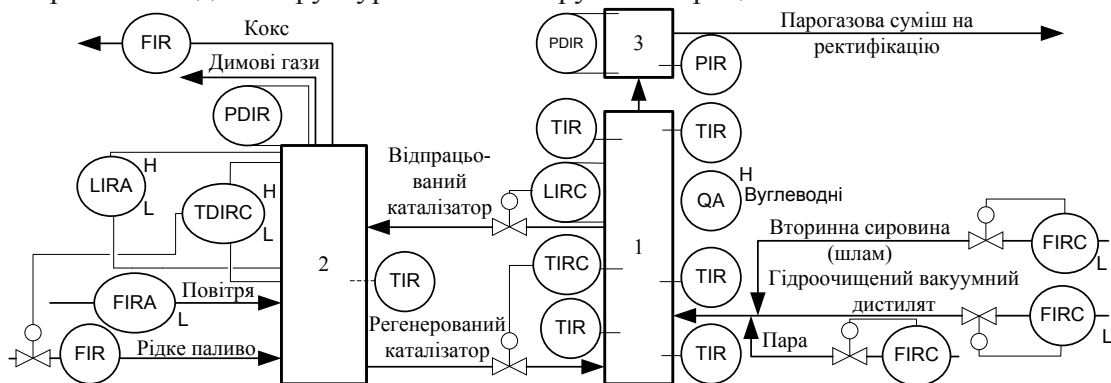 FIR
Кокс
Димові гази
PDIR
LIRA
H
L
TDIRC
H
L
FIRA
L
Повітря
FIR
Рідке паливо
2
TIR
Відпрацьо-
ваний
каталізатор
Регенерований
каталізатор
PDIR
3
PIR
Парогазова суміш на
ректифікацію
TIR
TIR
LIRC
QA
H
Вуглеводні
1
TIRC
TIR
TIR
TIR
Вторинна сировина
(шлам)
FIRC
L
Гідроочищений вакуумний
дистилят
FIRC
L
Пара
FIRC